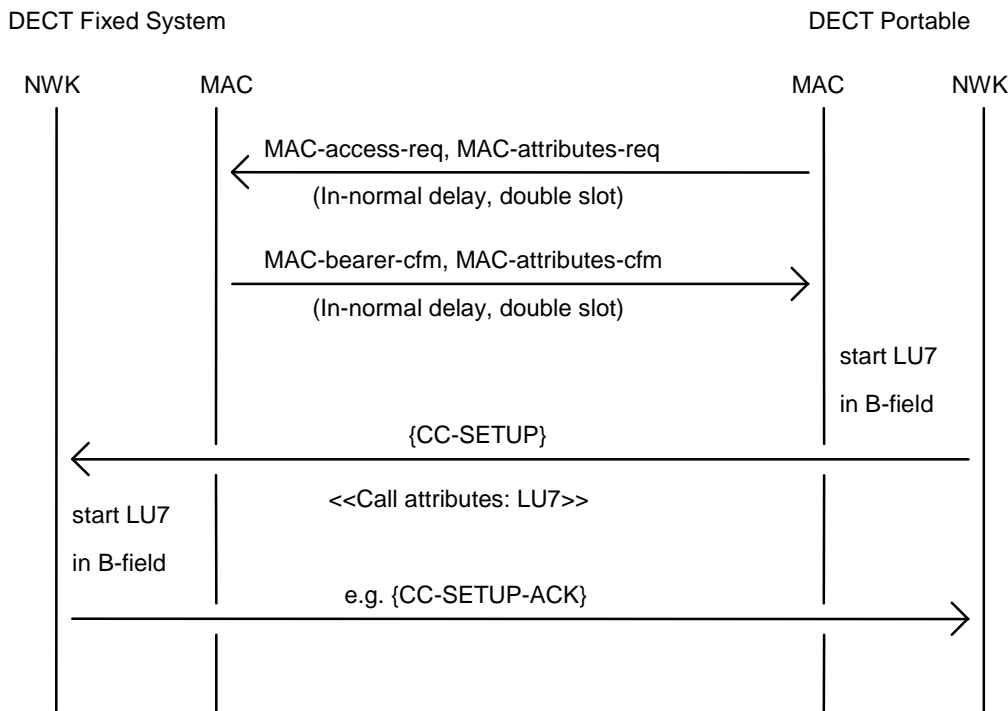 DECT Fixed System
DECT Portable
NWK
MAC
MAC
NWK
MAC-access-req, MAC-attributes-req
(In-normal delay, double slot)
MAC-bearer-cfm, MAC-attributes-cfm
(In-normal delay, double slot)
start LU7
in B-field
{CC-SETUP}
<<Call attributes: LU7>>
start LU7
in B-field
e.g. {CC-SETUP-ACK}